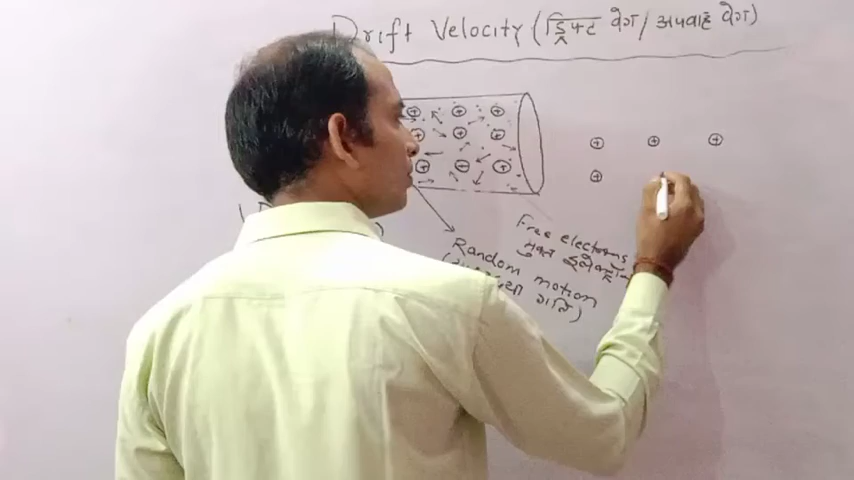 Drift Velocity (ड्रिफ्ट वेग / अपवाह वेग)
Free electrons
मुक्त इलेक्ट्रॉन
Random motion
गति)